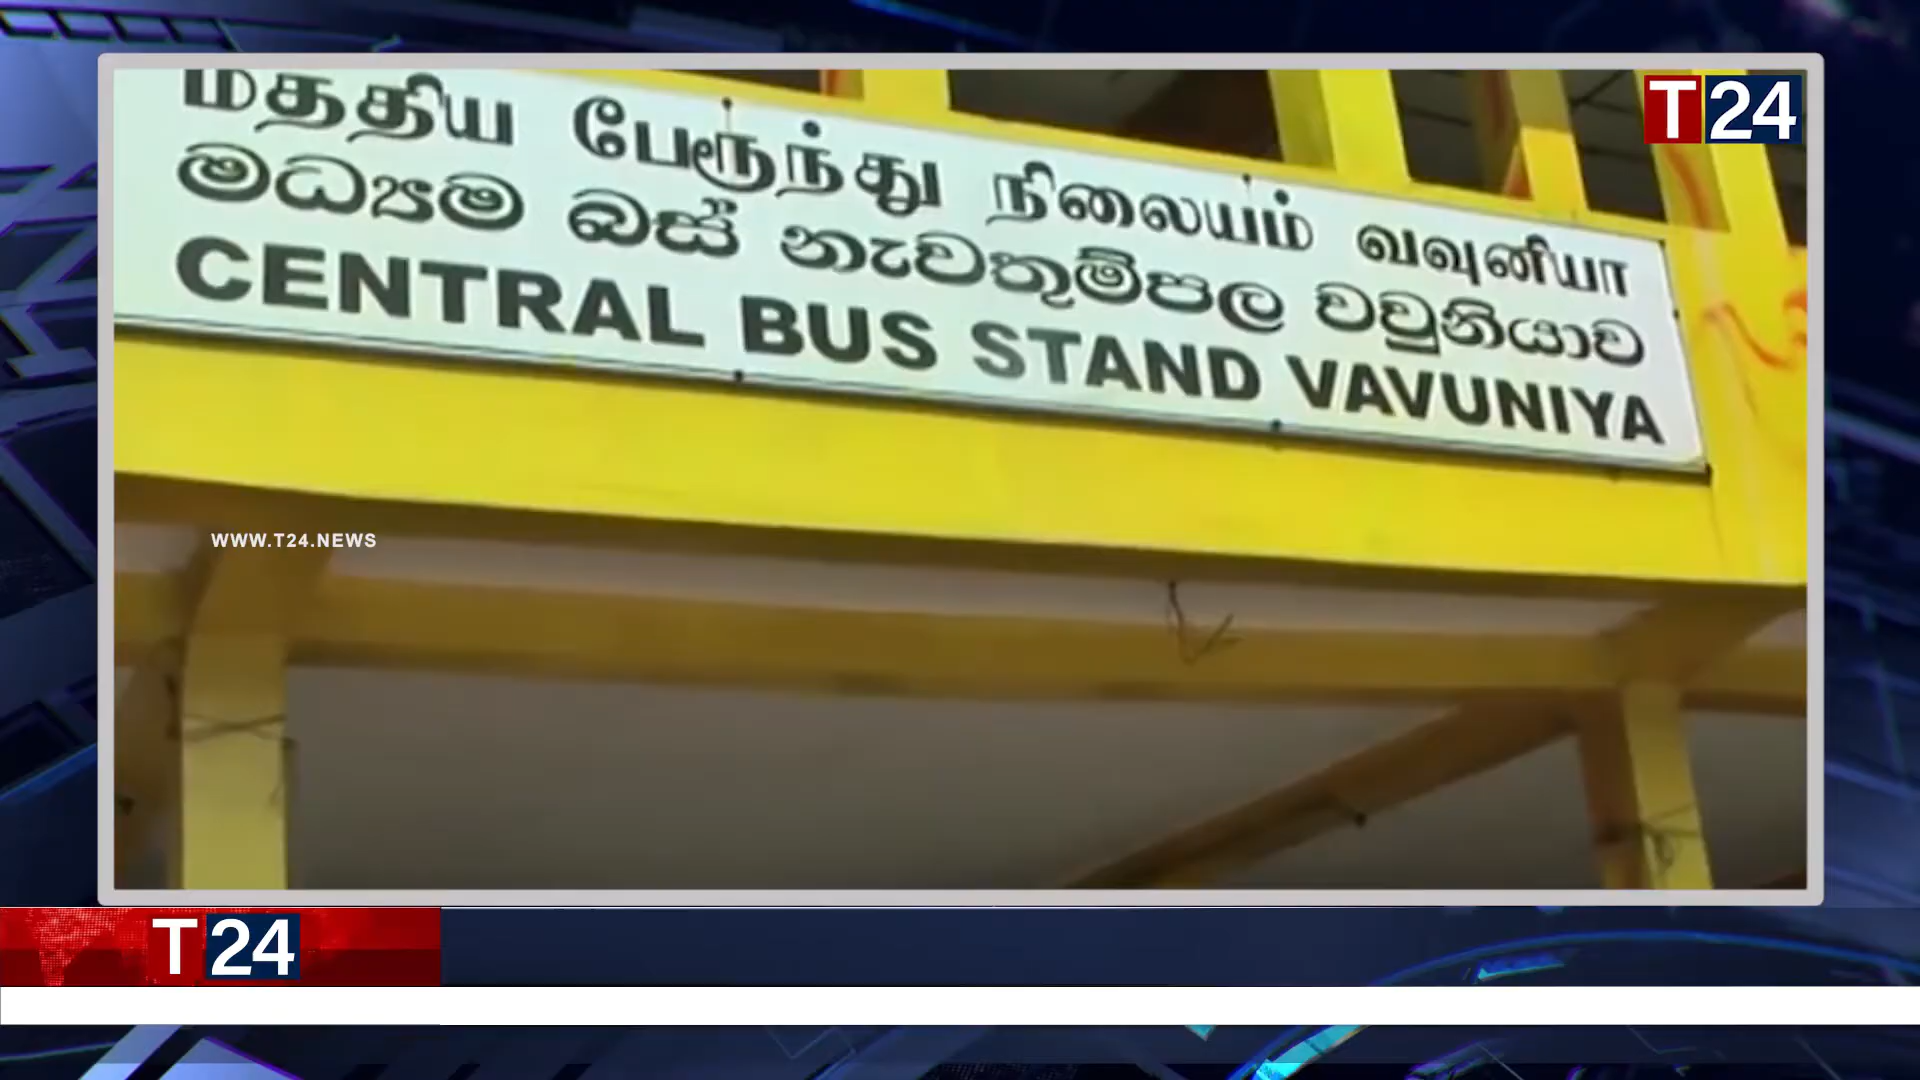 T24
மத்திய பேரூந்து நிலையம் வவுனியா
මධ්‍යම බස් නැවතුම්පල වවුනියාව
CENTRAL BUS STAND VAVUNIYA
WWW.T24.NEWS
T24